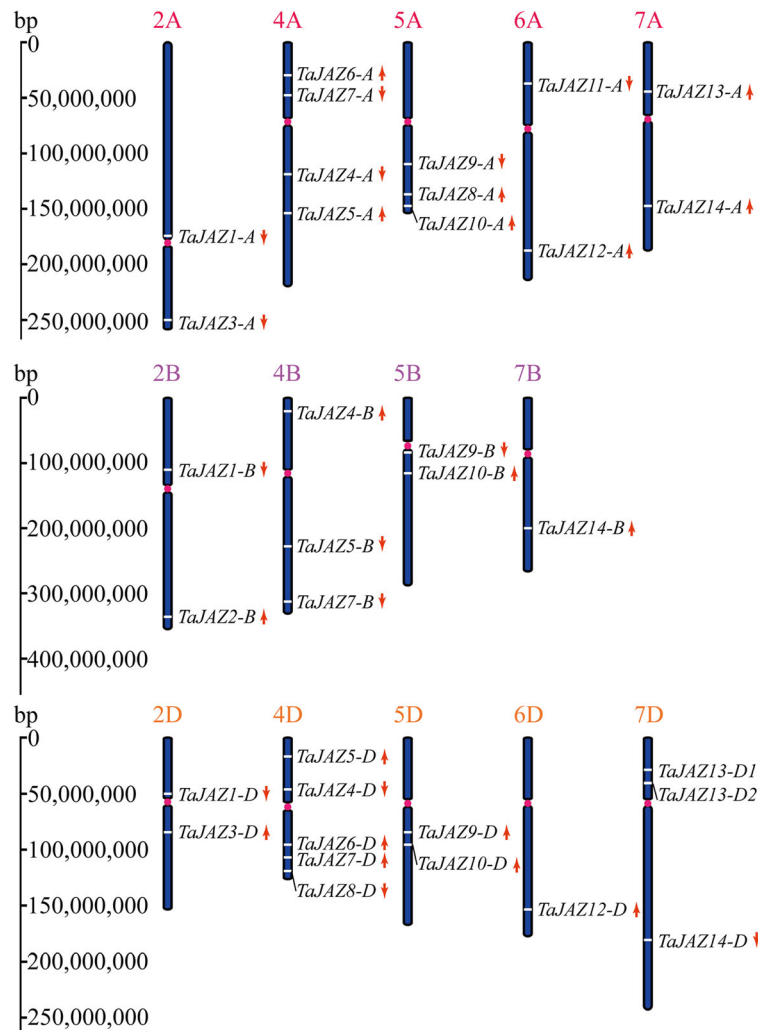 bp 2A 4A 5A 6A 7A
0
TaJAZ6-A
TaJAZ11-A
TaJAZ13-A
50,000,000
TaJAZ7-A
100,000,000
TaJAZ9-A
TaJAZ4-A
TaJAZ8-A
150,000,000
TaJAZ14-A
TaJAZ5-A
TaJAZ10-A
TaJAZ1-A
TaJAZ12-A
200,000,000
250,000,000
TaJAZ3-A
bp 2B 4B 5B 7B
0
TaJAZ4-B
TaJAZ9-B
100,000,000
TaJAZ1-B
TaJAZ10-B
200,000,000
TaJAZ14-B
TaJAZ5-B
300,000,000
TaJAZ7-B
TaJAZ2-B
400,000,000
bp 2D 4D 5D 6D 7D
0
TaJAZ5-D
TaJAZ13-D1
50,000,000
TaJAZ1-D
TaJAZ4-D
TaJAZ13-D2
TaJAZ3-D
TaJAZ9-D
100,000,000
TaJAZ6-D
TaJAZ7-D
TaJAZ10-D
TaJAZ8-D
150,000,000
TaJAZ12-D
TaJAZ14-D
200,000,000
250,000,000